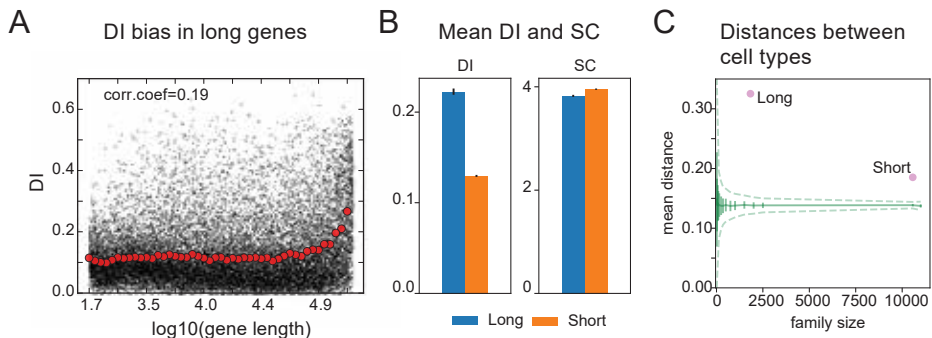 A
DI bias in long genes
corr.coef=0.19
DI
0.6
0.4
0.2
0.0
1.7
3.5
4.0
4.4
4.9
log10(gene length)
B
Mean DI and SC
DI
SC
0.2
0.1
0.0
4
2
0
Long
Short
C
Distances between
cell types
mean distance
0.30
0.20
0.10
0.00
Long
Short
0
2500
5000
7500
10000
family size